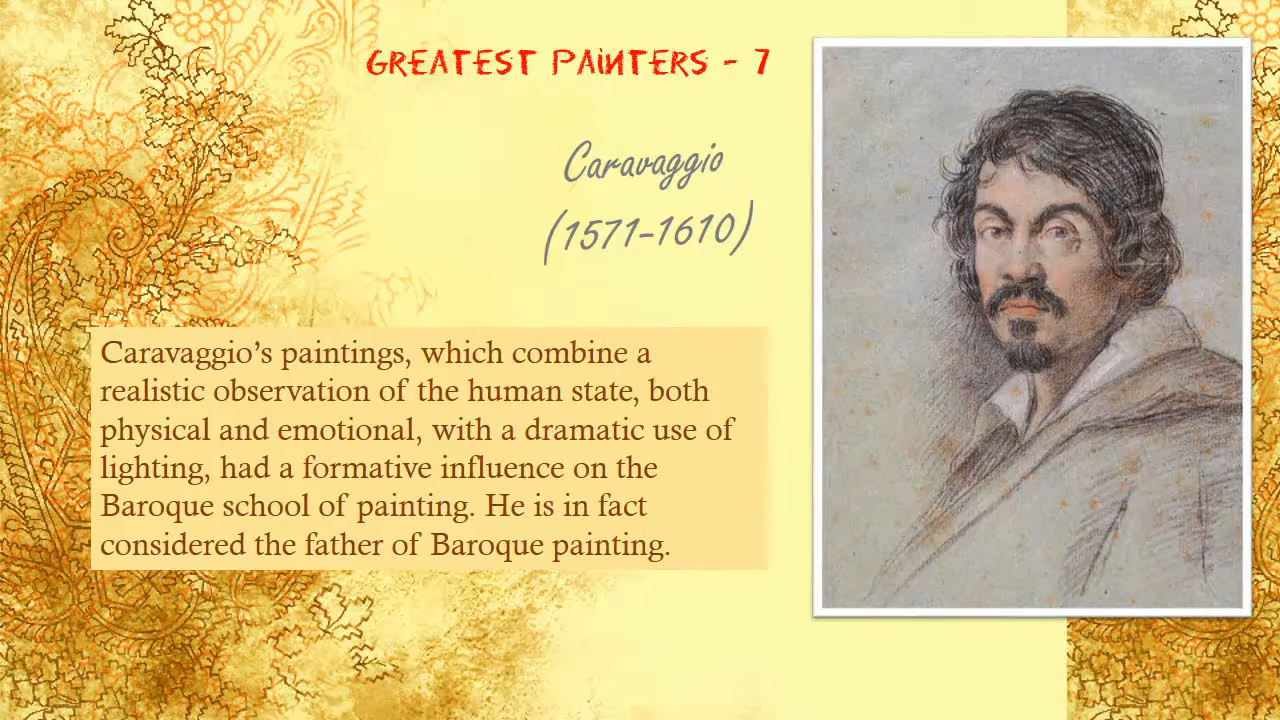 GREATEST PAINTERS - 7
Caravaggio
(1571-1610)
Caravaggio’s paintings, which combine a
realistic observation of the human state, both
physical and emotional, with a dramatic use of
lighting, had a formative influence on the
Baroque school of painting. He is in fact
considered the father of Baroque painting.